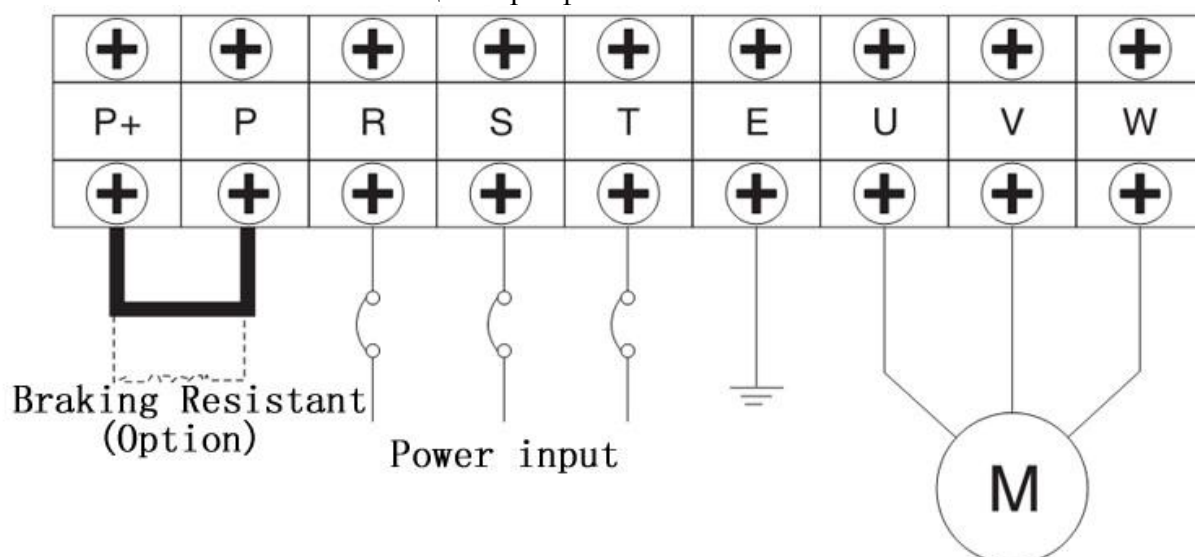 P+ P R S T E U V W
Braking Resistant
(Option)
Power input
M